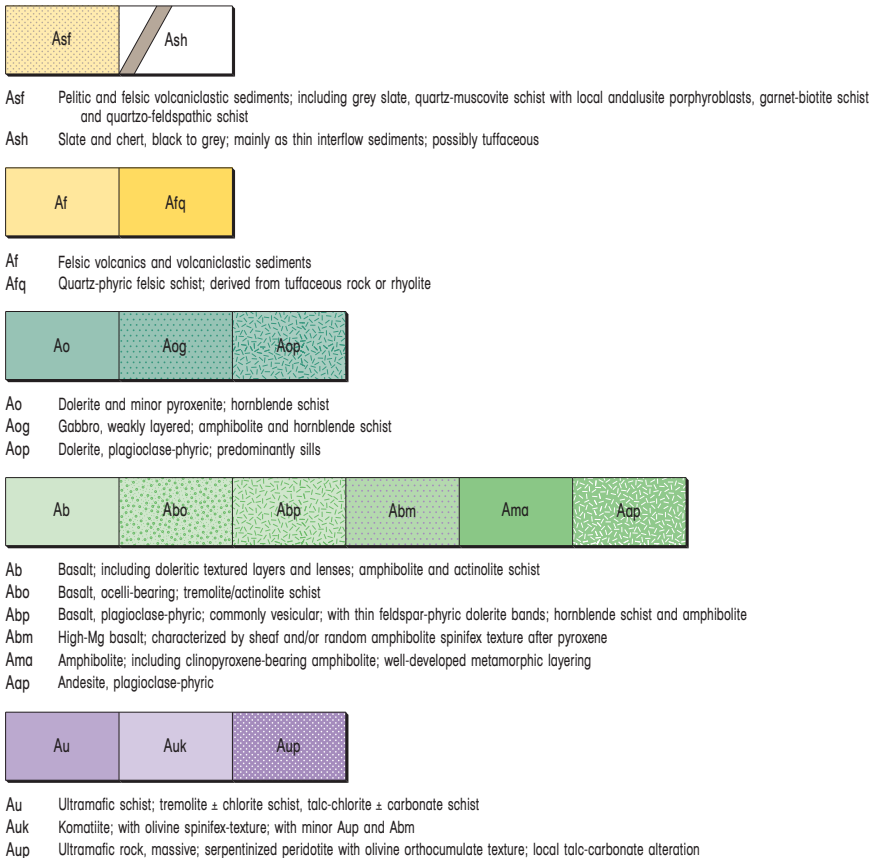 Asf Ash
Asf Pelitic and felsic volcaniclastic sediments; including grey slate, quartz-muscovite schist with local andalusite porphyroblasts, garnet-biotite schist
and quartzo-feldspathic schist
Ash Slate and chert, black to grey; mainly as thin interflow sediments; possibly tuffaceous
Af Afq
Af Felsic volcanics and volcaniclastic sediments
Afq Quartz-phyric felsic schist; derived from tuffaceous rock or rhyolite
Ao Aog Aop
Ao Dolerite and minor pyroxenite; hornblende schist
Aog Gabbro, weakly layered; amphibolite and hornblende schist
Aop Dolerite, plagioclase-phyric; predominantly sills
Ab Abo Abp Abm Ama Aap
Ab Basalt; including doleritic textured layers and lenses; amphibolite and actinolite schist
Abo Basalt, ocelli-bearing; tremolite/actinolite schist
Abp Basalt, plagioclase-phyric; commonly vesicular; with thin feldspar-phyric dolerite bands; hornblende schist and amphibolite
Abm High-Mg basalt; characterized by sheaf and/or random amphibolite spinifex texture after pyroxene
Ama Amphibolite; including clinopyroxene-bearing amphibolite; well-developed metamorphic layering
Aap Andesite, plagioclase-phyric
Au Auk Aup
Au Ultramafic schist; tremolite ± chlorite schist, talc-chlorite ± carbonate schist
Auk Komatiite; with olivine spinifex-texture; with minor Aup and Abm
Aup Ultramafic rock, massive; serpentinized peridotite with olivine orthocumulate texture; local talc-carbonate alteration